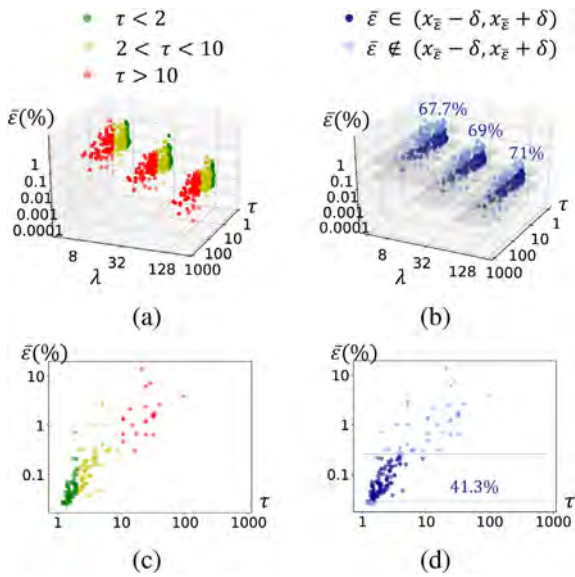 τ < 2
2 < τ < 10
τ > 10
ε̄ ∈ (x_ε̄ − δ, x_ε̄ + δ)
ε̄ ∉ (x_ε̄ − δ, x_ε̄ + δ)
ε̄(%)
1
0.1
0.01
0.001
0.0001
8
32
128
λ
1000
100
10
1
τ
(a)
ε̄(%)
67.7%
69%
71%
1
0.1
0.01
0.001
0.0001
8
32
128
λ
1000
100
10
1
τ
(b)
ε̄(%)
10
1
0.1
1
10
100
1000
τ
(c)
ε̄(%)
10
1
0.1
41.3%
1
10
100
1000
τ
(d)